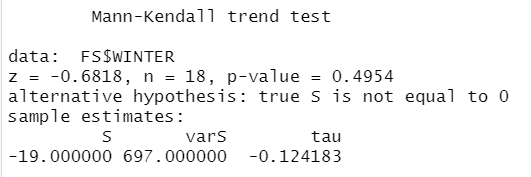 Mann-Kendall trend test
data:  FS$WINTER
z = -0.6818, n = 18, p-value = 0.4954
alternative hypothesis: true S is not equal to 0
sample estimates:
S varS tau
-19.000000 697.000000 -0.124183